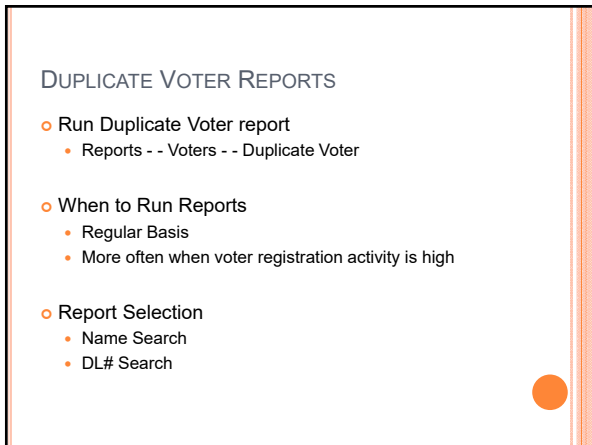 DUPLICATE VOTER REPORTS
Run Duplicate Voter report
Reports - - Voters - - Duplicate Voter
When to Run Reports
Regular Basis
More often when voter registration activity is high
Report Selection
Name Search
DL# Search